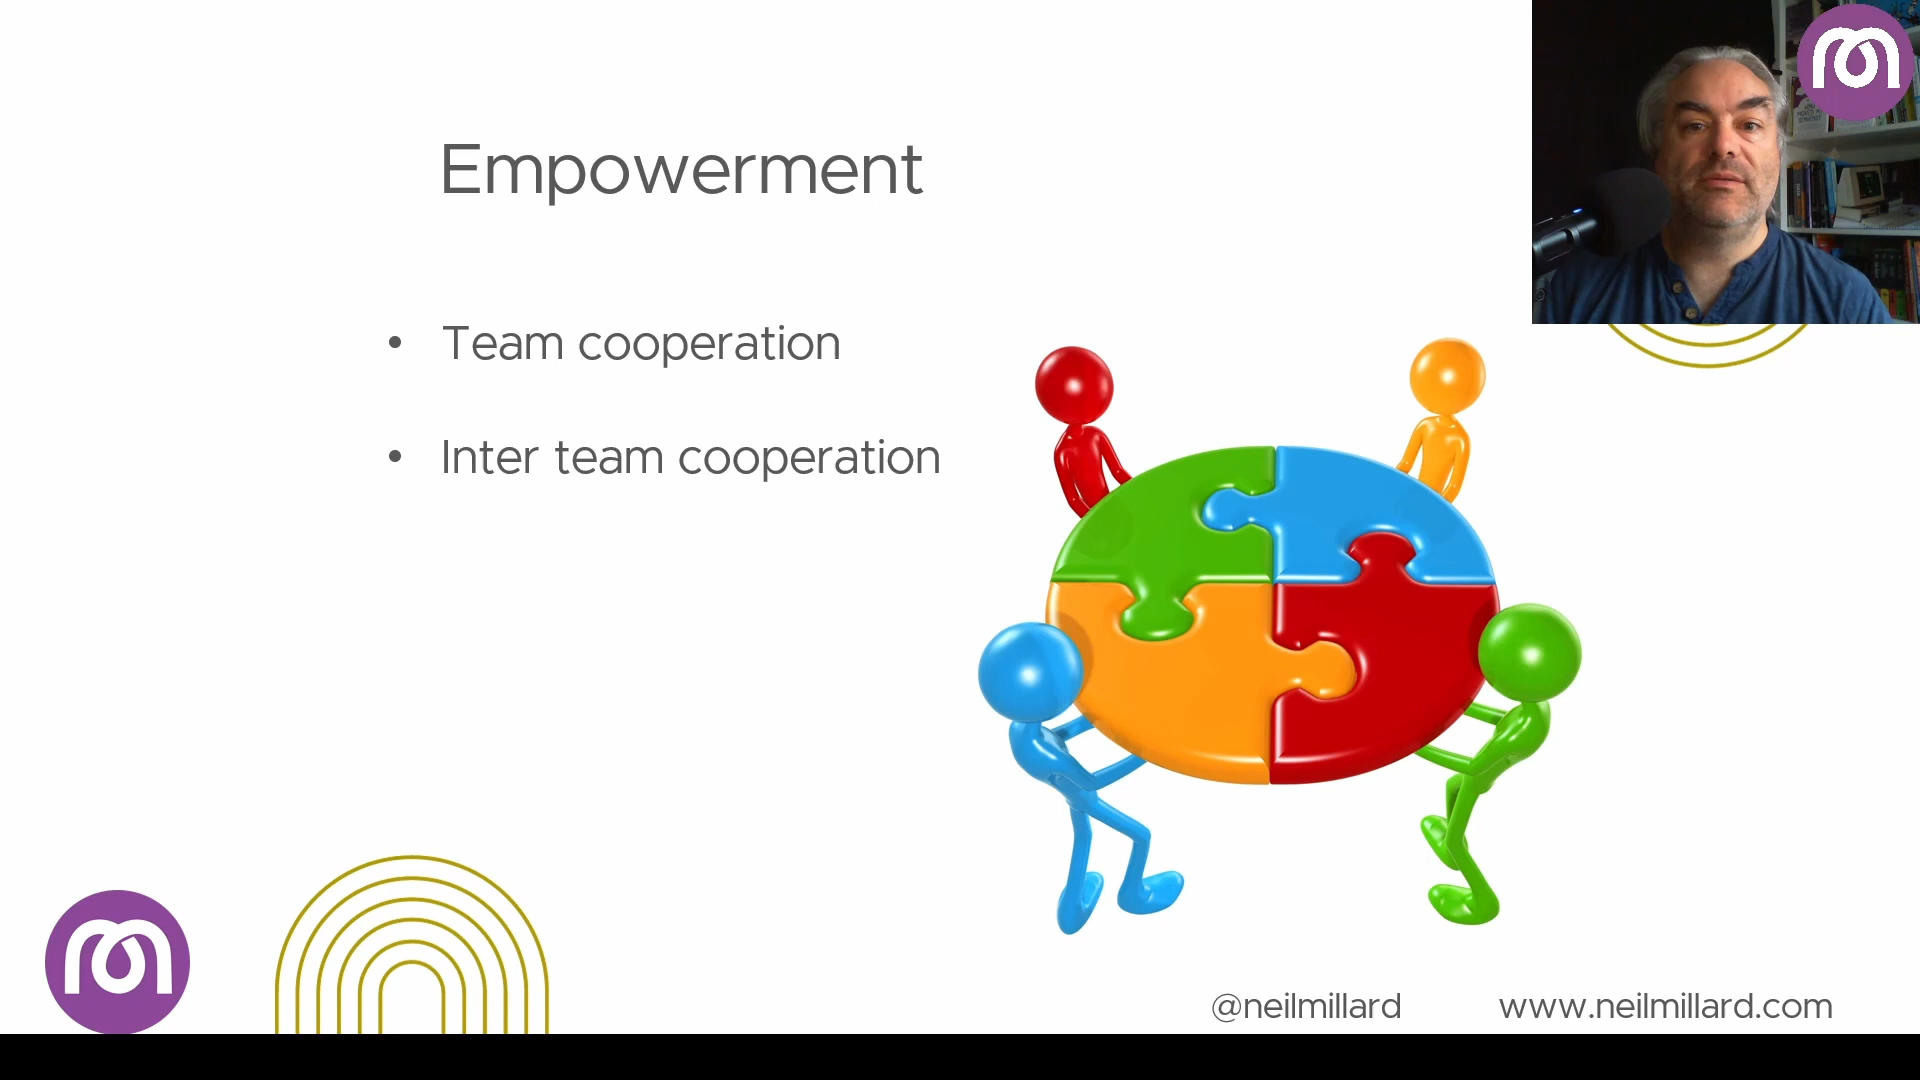 Empowerment
• Team cooperation
• Inter team cooperation
@neilmillard
www.neilmillard.com